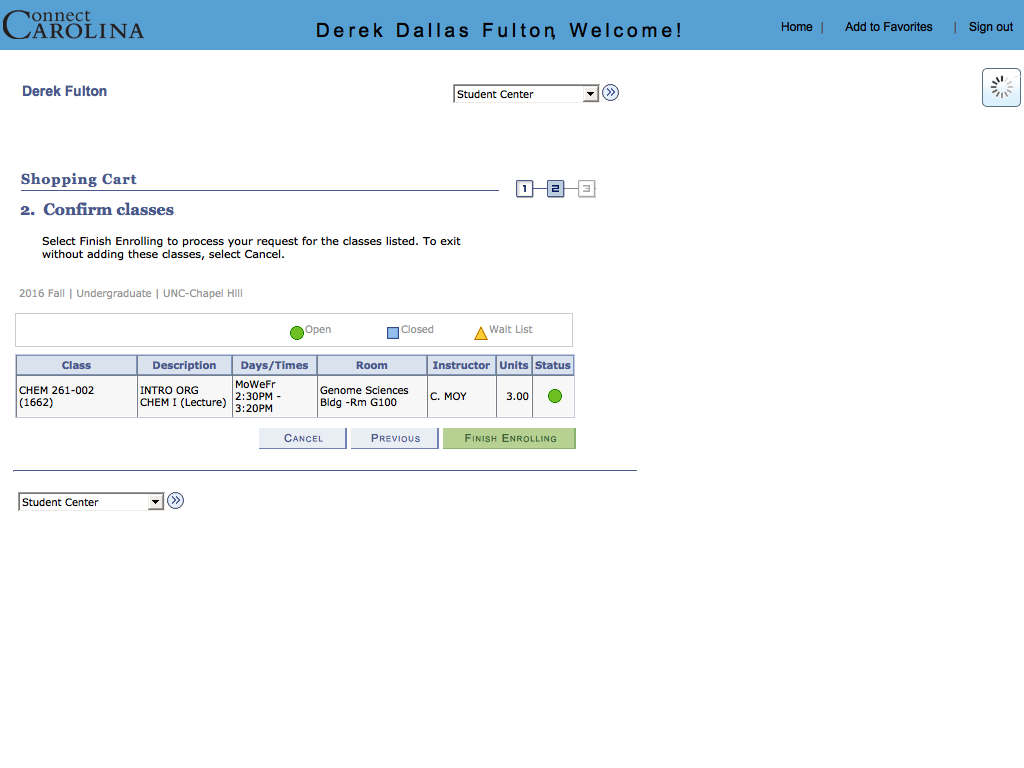 Connect CAROLINA
Derek Dallas Fulton, Welcome!
Home | Add to Favorites | Sign out
Derek Fulton
Student Center
Shopping Cart
1 2 3
2. Confirm classes
Select Finish Enrolling to process your request for the classes listed. To exit
without adding these classes, select Cancel.
2016 Fall | Undergraduate | UNC-Chapel Hill
Open Closed Wait List
Class Description Days/Times Room Instructor Units Status
CHEM 261-002
(1662)
INTRO ORG
CHEM I (Lecture)
MoWeFr
2:30PM -
3:20PM
Genome Sciences
Bldg -Rm G100
C. MOY
3.00
CANCEL PREVIOUS FINISH ENROLLING
Student Center